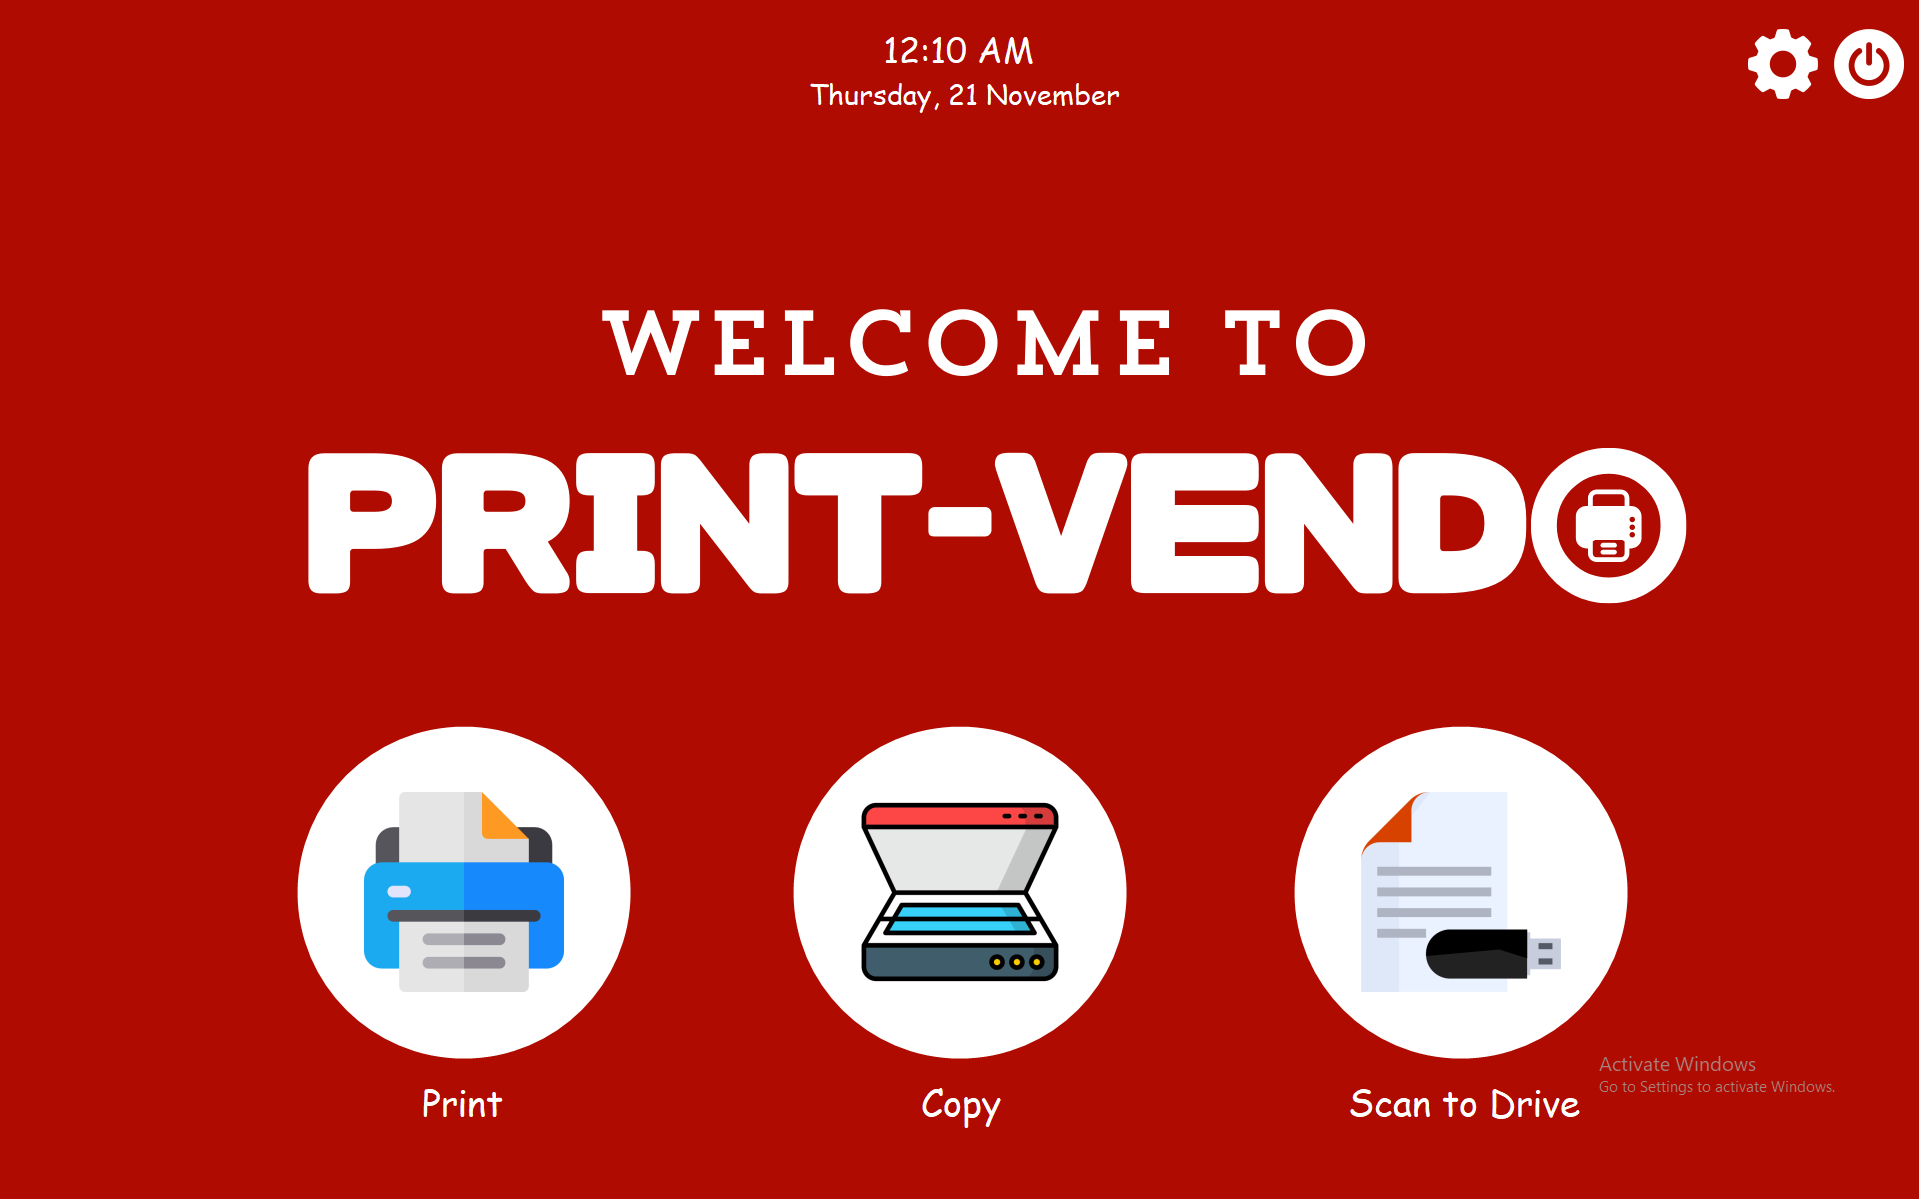 12:10 AM
Thursday, 21 November
WELCOME TO
PRINT-VENDO
Print
Copy
Scan to Drive
Activate Windows
Go to Settings to activate Windows.